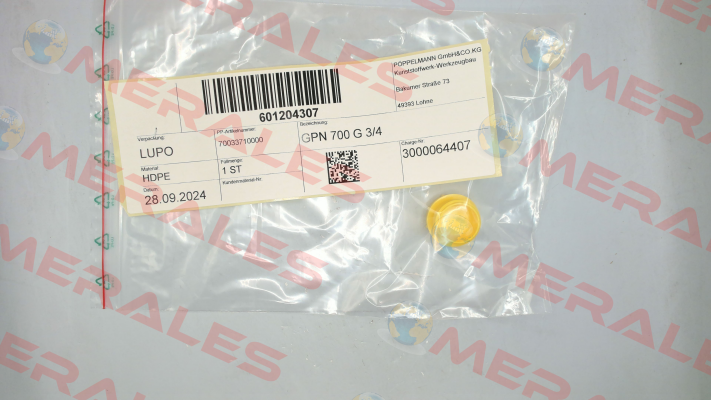 PÖPPELMANN GmbH&CO.KG
Kunststoffwerk-Werkzeugbau
Bakumer Straße 73
49393 Lohne
601204307
Verpackung:
LUPO
PP-Artikelnummer:
70033710000
Bezeichnung:
GPN 700 G 3/4
Material:
HDPE
Füllmenge:
1 ST
Charge-Nr
3000064407
Datum:
28.09.2024
Kundenmaterial-Nr.
MERALES
MERALES
MERALES
MERALES
MERALES
MERALES